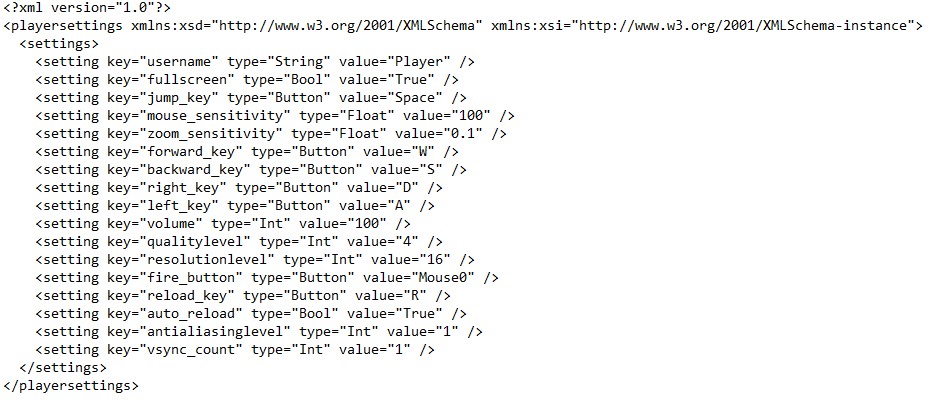 <?xml version="1.0"?>
<playersettings xmlns:xsd="http://www.w3.org/2001/XMLSchema" xmlns:xsi="http://www.w3.org/2001/XMLSchema-instance">
  <settings>
    <setting key="username" type="String" value="Player" />
    <setting key="fullscreen" type="Bool" value="True" />
    <setting key="jump_key" type="Button" value="Space" />
    <setting key="mouse_sensitivity" type="Float" value="100" />
    <setting key="zoom_sensitivity" type="Float" value="0.1" />
    <setting key="forward_key" type="Button" value="W" />
    <setting key="backward_key" type="Button" value="S" />
    <setting key="right_key" type="Button" value="D" />
    <setting key="left_key" type="Button" value="A" />
    <setting key="volume" type="Int" value="100" />
    <setting key="qualitylevel" type="Int" value="4" />
    <setting key="resolutionlevel" type="Int" value="16" />
    <setting key="fire_button" type="Button" value="Mouse0" />
    <setting key="reload_key" type="Button" value="R" />
    <setting key="auto_reload" type="Bool" value="True" />
    <setting key="antialiasinglevel" type="Int" value="1" />
    <setting key="vsync_count" type="Int" value="1" />
  </settings>
</playersettings>